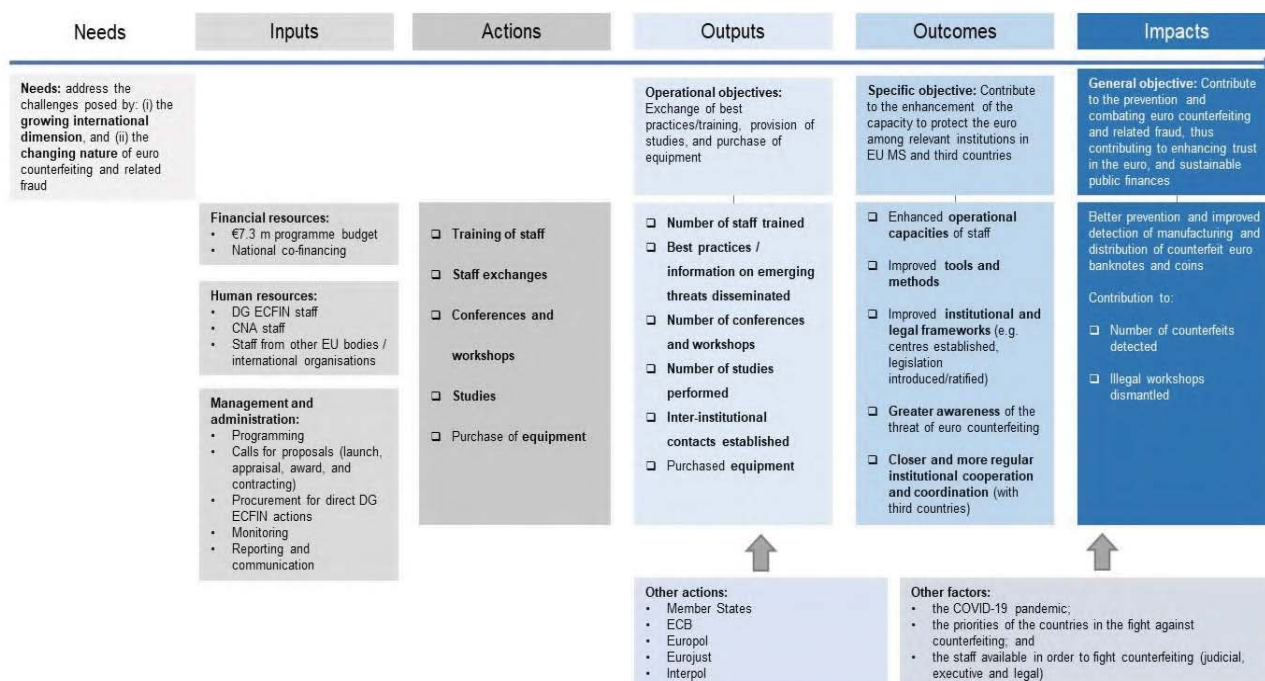 Needs
Inputs
Actions
Outputs
Outcomes
Impacts
Needs: address the
challenges posed by: (i) the
growing international
dimension, and (ii) the
changing nature of euro
counterfeiting and related
fraud
Operational objectives:
Exchange of best
practices/training, provision of
studies, and purchase of
equipment
Specific objective: Contribute
to the enhancement of the
capacity to protect the euro
among relevant institutions in
EU MS and third countries
General objective: Contribute
to the prevention and
combating euro counterfeiting
and related fraud, thus
contributing to enhancing trust
in the euro, and sustainable
public finances
Financial resources:
• €7.3 m programme budget
• National co-financing
Human resources:
• DG ECFIN staff
• CNA staff
• Staff from other EU bodies /
international organisations
Management and
administration:
• Programming
• Calls for proposals (launch,
appraisal, award, and
contracting)
• Procurement for direct DG
ECFIN actions
• Monitoring
• Reporting and
communication
❑ Training of staff
❑ Staff exchanges
❑ Conferences and
workshops
❑ Studies
❑ Purchase of equipment
❑ Number of staff trained
❑ Best practices /
information on emerging
threats disseminated
❑ Number of conferences
and workshops
❑ Number of studies
performed
❑ Inter-institutional
contacts established
❑ Purchased equipment
❑ Enhanced operational
capacities of staff
❑ Improved tools and
methods
❑ Improved institutional and
legal frameworks (e.g.
centres established,
legislation
introduced/ratified)
❑ Greater awareness of the
threat of euro counterfeiting
❑ Closer and more regular
institutional cooperation
and coordination (with
third countries)
Better prevention and improved
detection of manufacturing and
distribution of counterfeit euro
banknotes and coins
Contribution to:
❑ Number of counterfeits
detected
❑ Illegal workshops
dismantled
Other actions:
• Member States
• ECB
• Europol
• Eurojust
• Interpol
Other factors:
• the COVID-19 pandemic;
• the priorities of the countries in the fight against
counterfeiting; and
• the staff available in order to fight counterfeiting (judicial,
executive and legal)